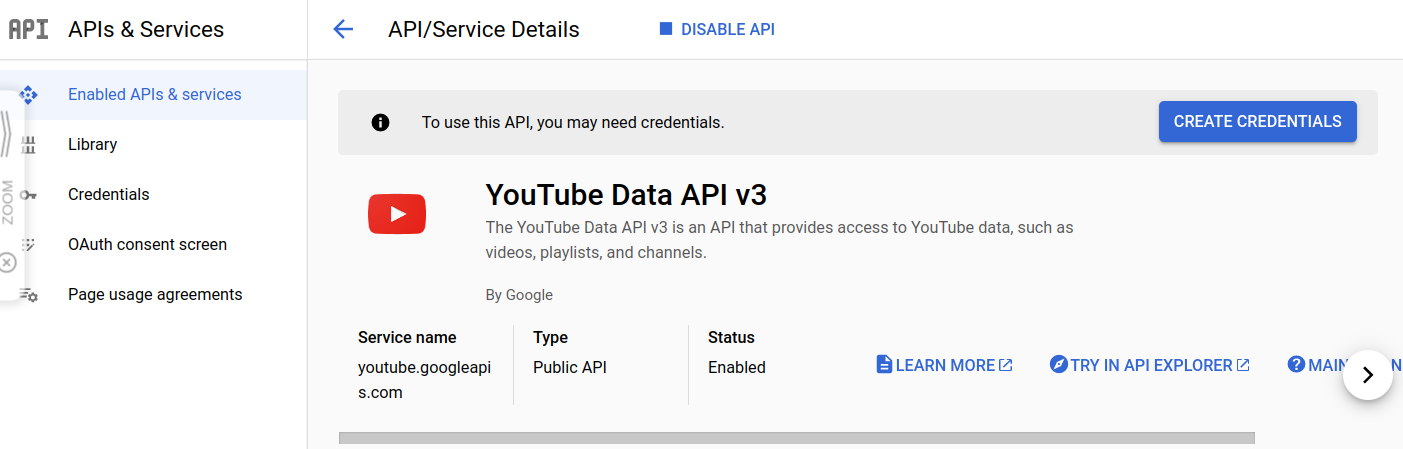 API APIs & Services
API/Service Details
DISABLE API
Enabled APIs & services
Library
Credentials
OAuth consent screen
Page usage agreements
ZOOM
To use this API, you may need credentials.
CREATE CREDENTIALS
YouTube Data API v3
The YouTube Data API v3 is an API that provides access to YouTube data, such as
videos, playlists, and channels.
By Google
Service name
youtube.googleapi
s.com
Type
Public API
Status
Enabled
LEARN MORE
TRY IN API EXPLORER